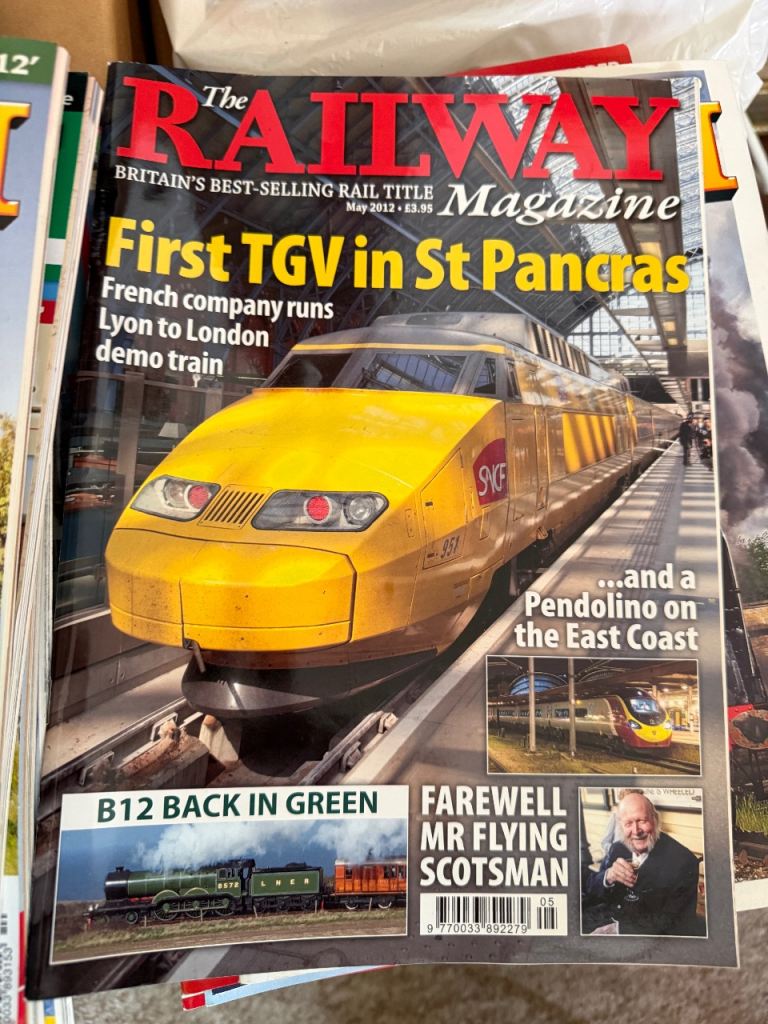 12'
The
RAILWAY
BRITAIN'S BEST-SELLING RAIL TITLE
May 2012 • £3.95
Magazine
First TGV in St Pancras
French company runs
Lyon to London
demo train
SNCF
951
...and a
Pendolino on
the East Coast
B12 BACK IN GREEN
8572
L N E R
FAREWELL
MR FLYING
SCOTSMAN
05
9 770033 892279